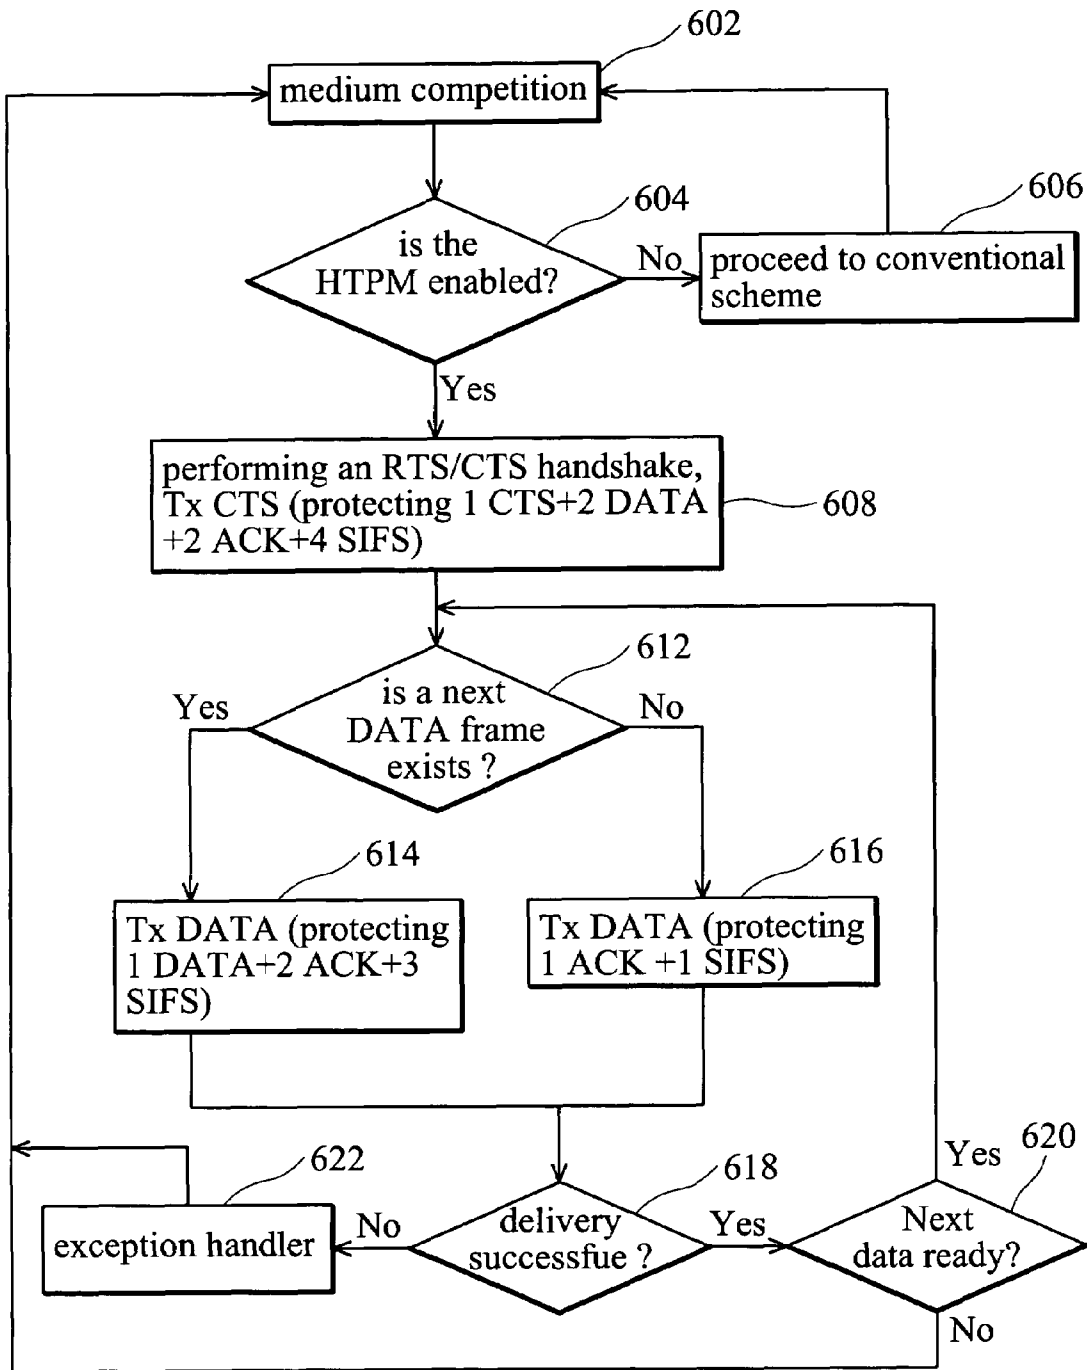 602
medium competition
604
606
is the
HTPM enabled?
No
proceed to conventional
scheme
Yes
performing an RTS/CTS handshake,
Tx CTS (protecting 1 CTS+2 DATA
+2 ACK+4 SIFS)
608
612
Yes
is a next
DATA frame
exists ?
No
614
616
Tx DATA (protecting
1 DATA+2 ACK+3
SIFS)
Tx DATA (protecting
1 ACK +1 SIFS)
622
618
Yes
620
exception handler
No
delivery
successfue ?
Yes
Next
data ready?
No